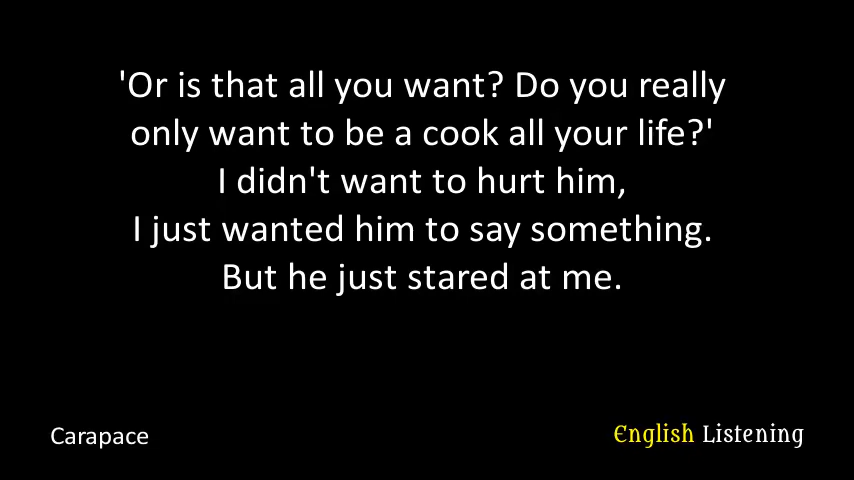 'Or is that all you want? Do you really
only want to be a cook all your life?'
I didn't want to hurt him,
I just wanted him to say something.
But he just stared at me.
Carapace
English Listening